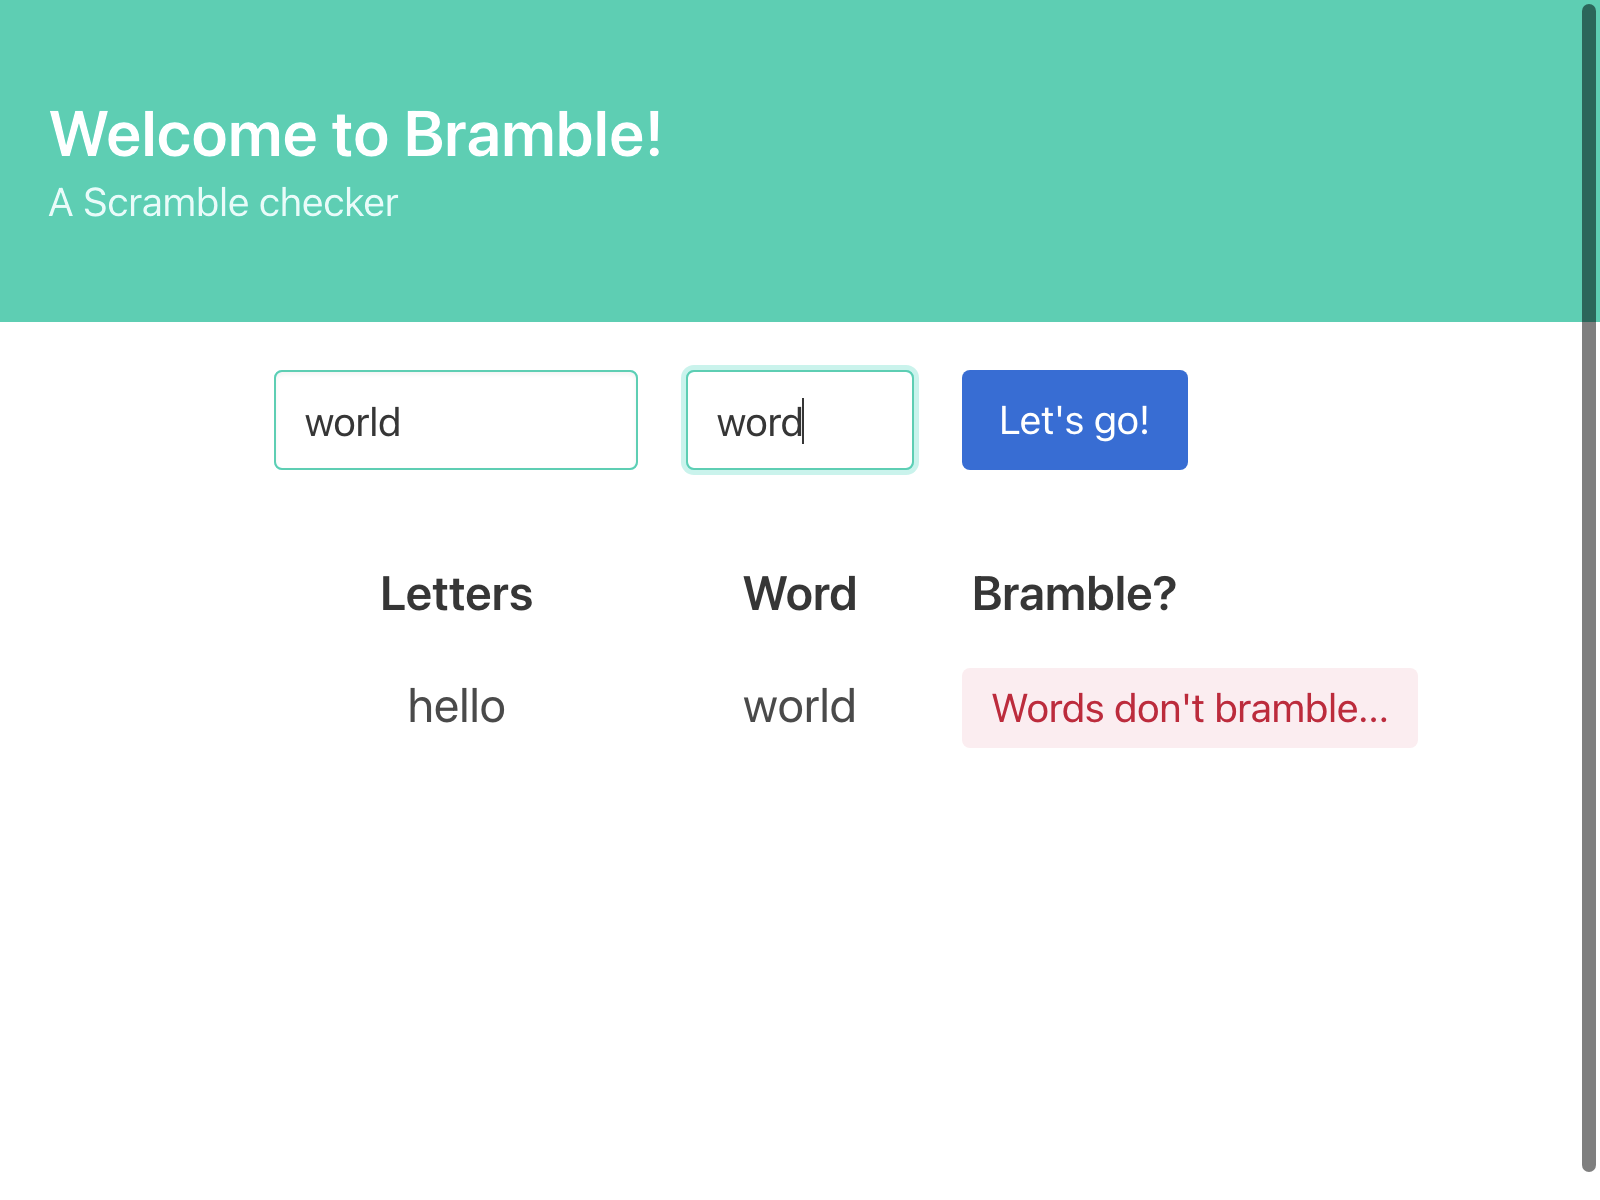 Welcome to Bramble!
A Scramble checker
world word Let's go!
Letters Word Bramble?
hello world Words don't bramble...